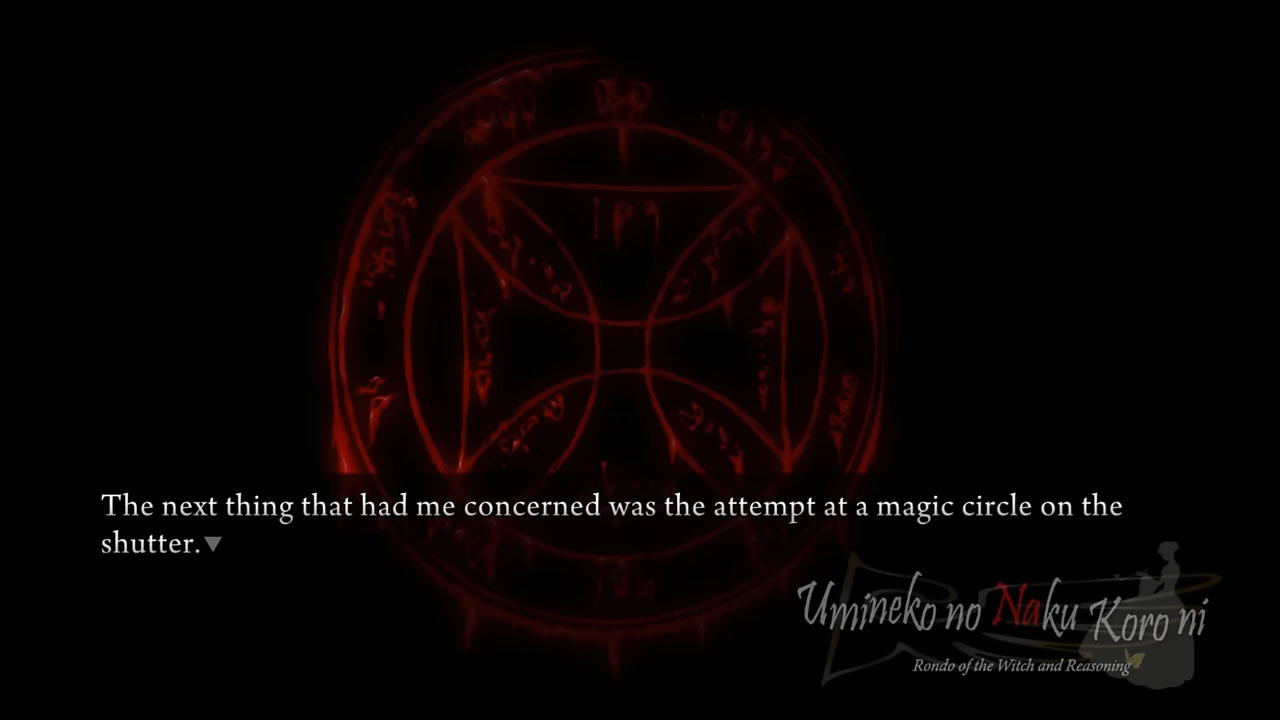 The next thing that had me concerned was the attempt at a magic circle on the
shutter.
Umineko no Naku Koro ni
Rondo of the Witch and Reasoning